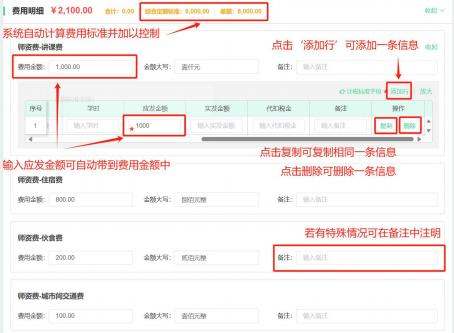 费用明细 ￥2,100.00 合计：0.00 综合定额标准：6,000.00 差额：6,000.00 收起
系统自动计算费用标准并加以控制
点击‘添加行’可添加一条信息
师资费-讲课费 收起
费用金额： 1,000.00 金额大写： 壹仟元 备注： 输入备注
计税标准字段 添加行 放大
序号 学时 应发金额 实发金额 代扣税金 备注 操作
1 输入学时 *1000 输入实发金额 输入代扣税金 输入备注 复制 删除
输入应发金额可自动带到费用金额中
点击复制可复制相同一条信息
点击删除可删除一条信息
师资费-住宿费
费用金额： 800.00 金额大写： 捌佰元整 备注： 输入备注
若有特殊情况可在备注中注明
师资费-伙食费
费用金额： 200.00 金额大写： 贰佰元整 备注： 输入备注
师资费-城市间交通费
费用金额： 100.00 金额大写： 壹佰元整 备注： 输入备注